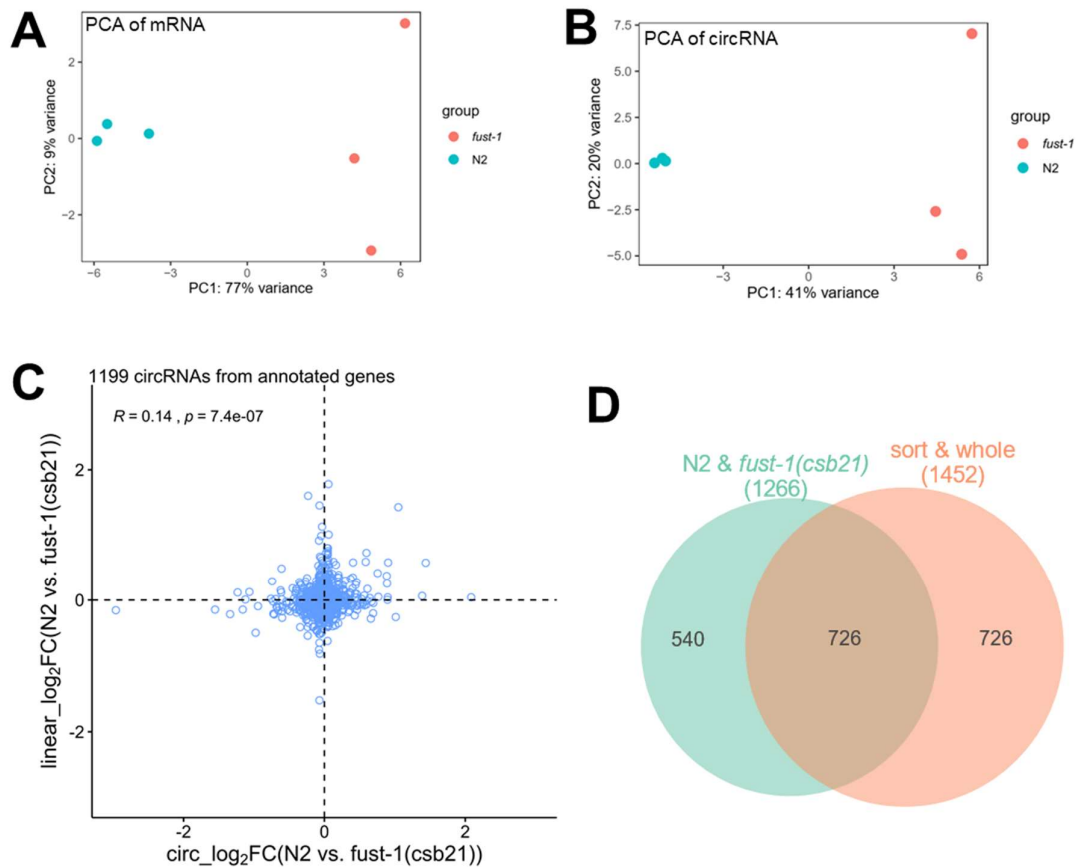 A
PCA of mRNA
2
0
−2
PC2: 9% variance
−6
−3
0
3
6
PC1: 77% variance
group
fust-1
N2
B
PCA of circRNA
7.5
5.0
2.5
0.0
−2.5
−5.0
PC2: 20% variance
−3
0
3
6
PC1: 41% variance
group
fust-1
N2
C
1199 circRNAs from annotated genes
R = 0.14 , p = 7.4e-07
2
0
-2
linear_log₂FC(N2 vs. fust-1(csb21))
-2
0
2
circ_log₂FC(N2 vs. fust-1(csb21))
D
N2 & fust-1(csb21)
(1266)
sort & whole
(1452)
540
726
726